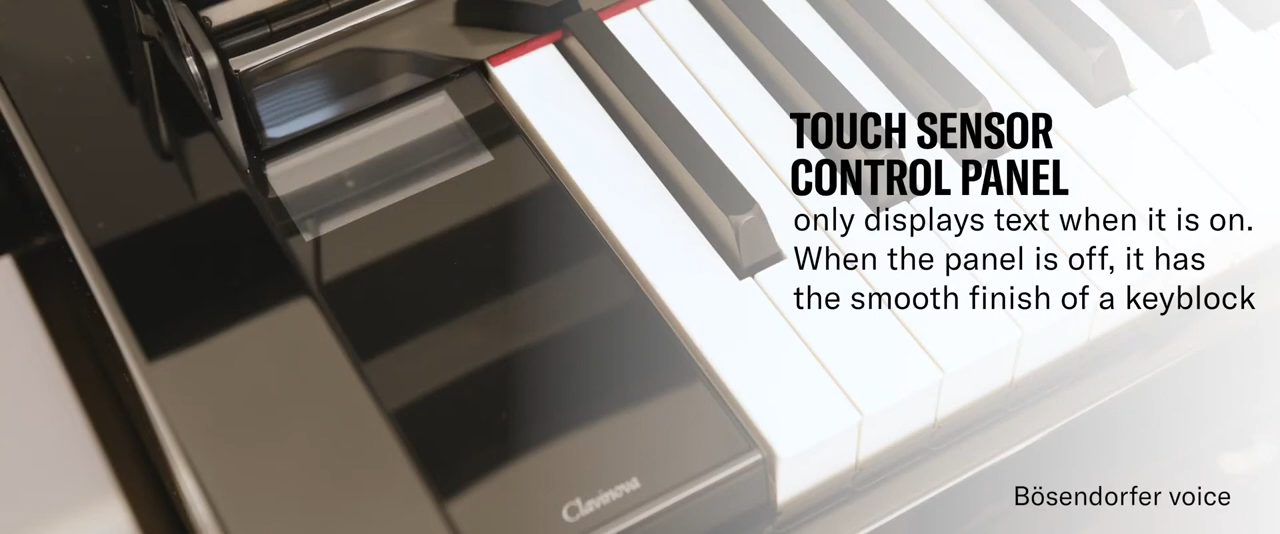 TOUCH SENSOR
CONTROL PANEL
only displays text when it is on.
When the panel is off, it has
the smooth finish of a keyblock
Clavinova
Bösendorfer voice